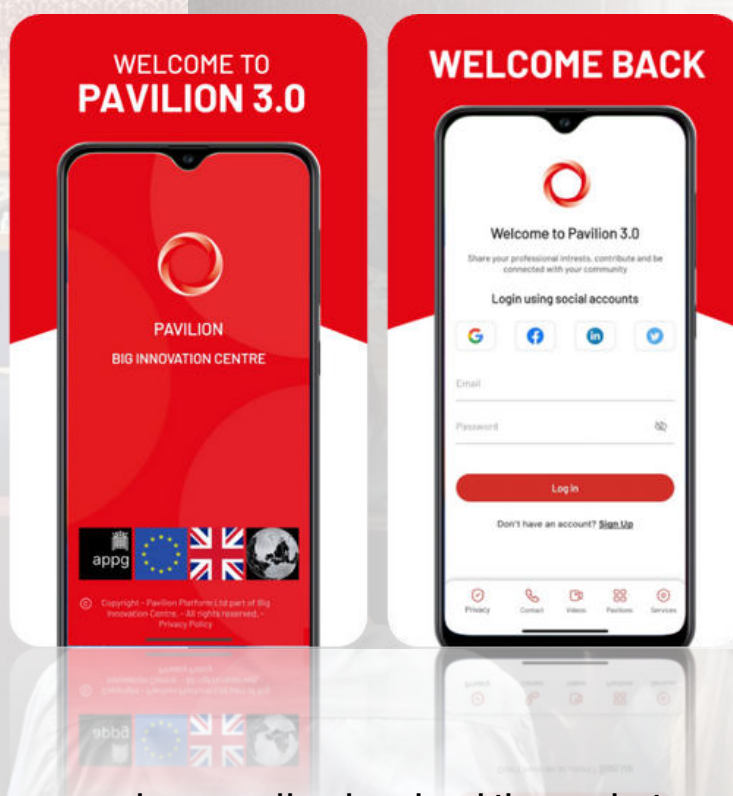 WELCOME TO
PAVILION 3.0
PAVILION
BIG INNOVATION CENTRE
appg
Copyright - Pavilion Platform Ltd part of Big
Innovation Centre. - All rights reserved. -
Privacy Policy
WELCOME BACK
Welcome to Pavilion 3.0
Share your professional intrests, contribute and be
connected with your community
Login using social accounts
Email
Password
Log in
Don't have an account? Sign Up
Privacy Contact Videos Pavilions Services